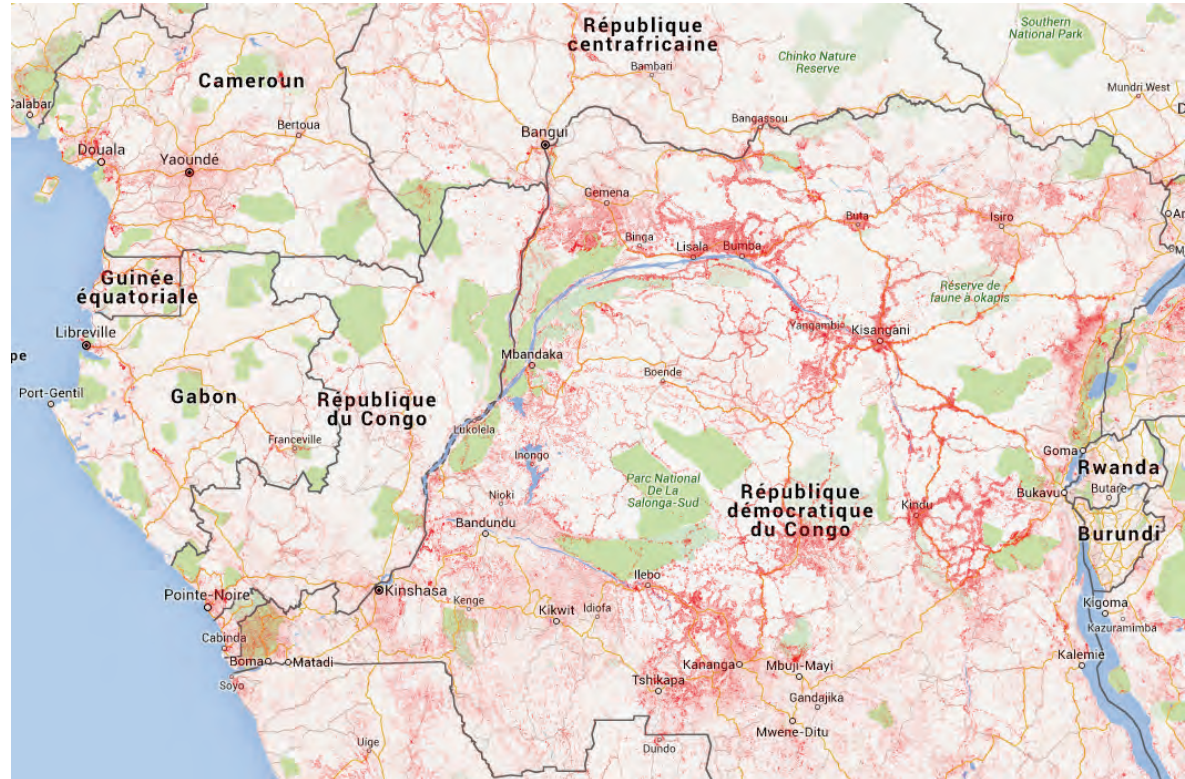 République
centrafricaine
Southern
National Park
Cameroun
Bambari
Chinko Nature
Reserve
Mundri West
Calabar
Bertoua
Bangui
Bangassou
Douala
Yaoundé
Gemena
Buta
Isiro
Binga
Lisala
Bumba
Guinée
équatoriale
Réserve de
faune à okapis
Libreville
Yangambi
Kisangani
Mbandaka
Boende
Port-Gentil
Gabon
République
du Congo
Lukolela
Franceville
Inongo
Goma
Rwanda
Parc National
De La
Salonga-Sud
Nioki
République
démocratique
du Congo
Bukavu
Butare
Kindu
Bandundu
Burundi
Ilebo
Pointe-Noire
Kinshasa
Kenge
Kikwit
Idiofa
Kigoma
Kazuramimba
Cabinda
Boma
Matadi
Kananga
Mbuji-Mayi
Kalemie
Soyo
Tshikapa
Gandajika
Mwene-Ditu
Uige
Dundo